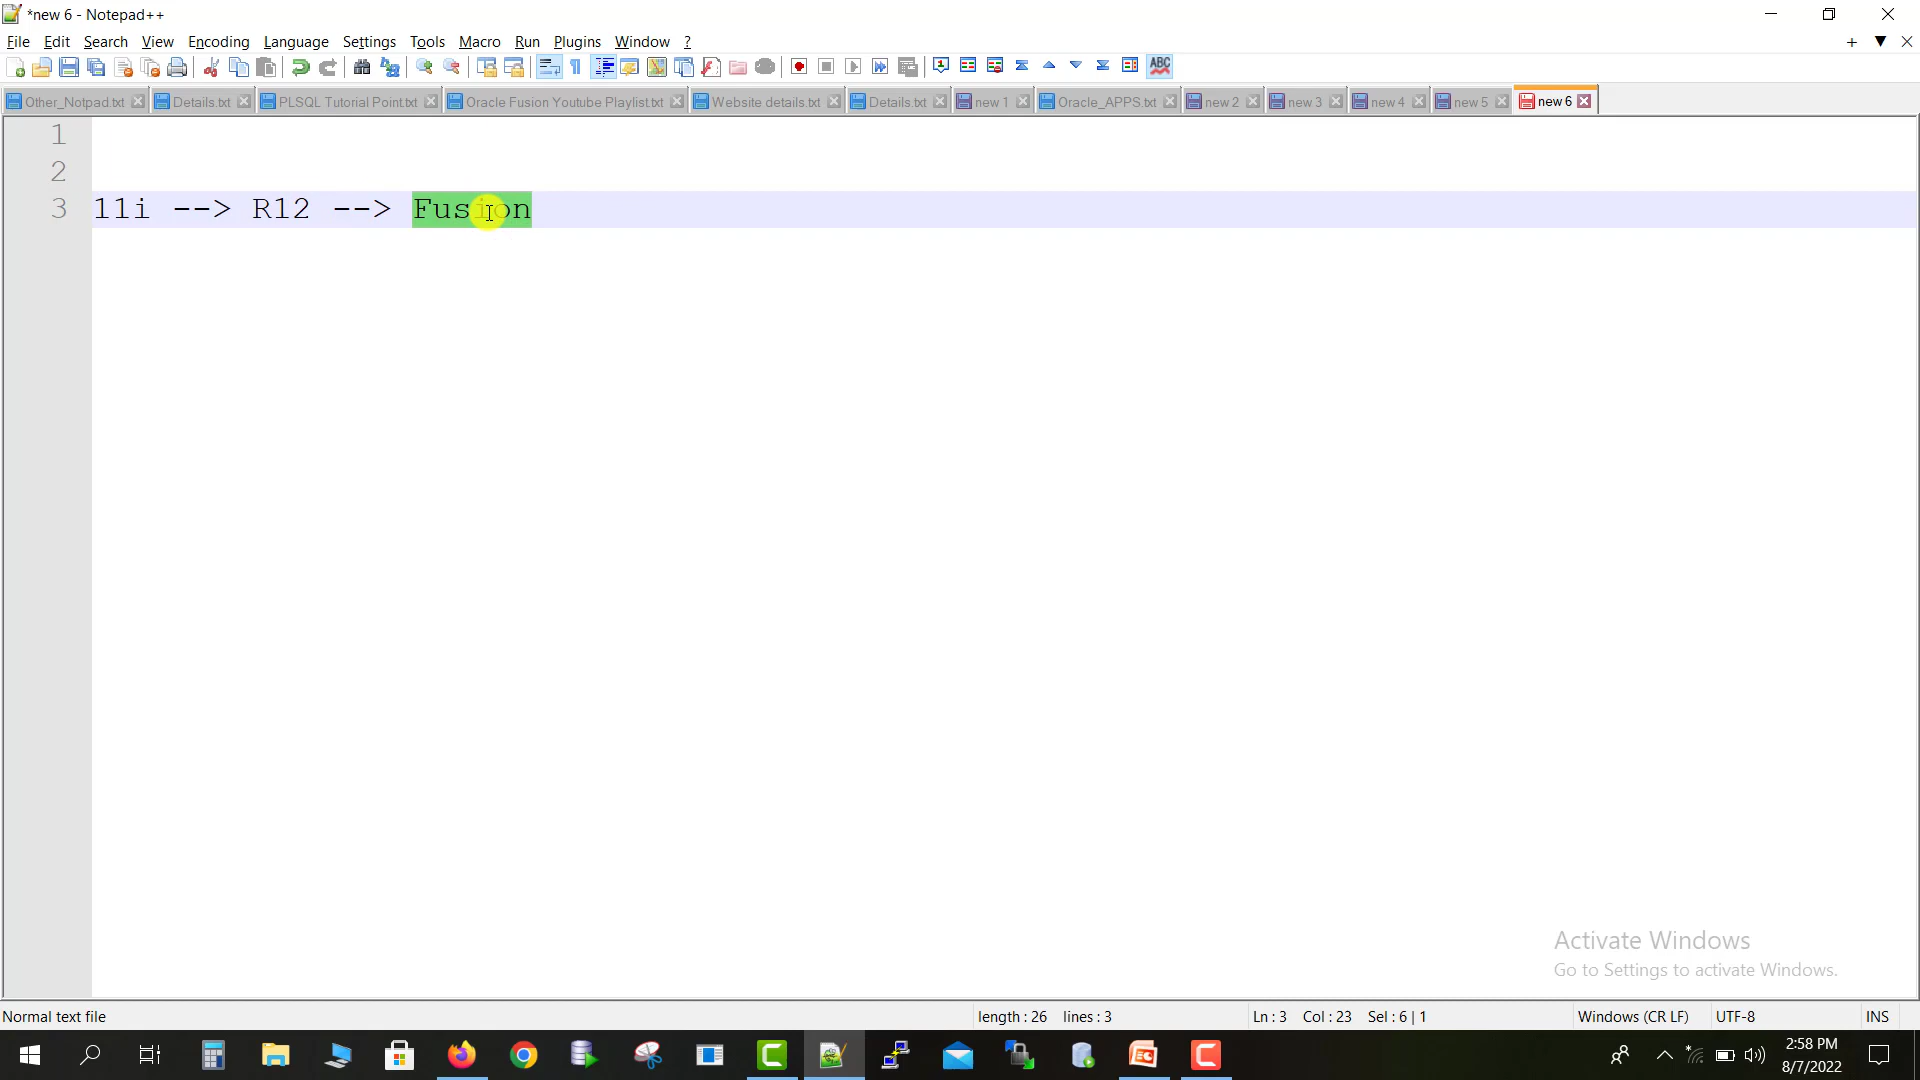 *new 6 - Notepad++
File Edit Search View Encoding Language Settings Tools Macro Run Plugins Window ?
Other_Notpad.txt Details.txt PLSQL Tutorial Point.txt Oracle Fusion Youtube Playlist.txt Website details.txt Details.txt new 1 Oracle_APPS.txt new 2 new 3 new 4 new 5 new 6
1
2
3 11i --> R12 --> Fusion
Activate Windows
Go to Settings to activate Windows.
Normal text file length : 26 lines : 3 Ln : 3 Col : 23 Sel : 6 | 1 Windows (CR LF) UTF-8 INS
2:58 PM
8/7/2022